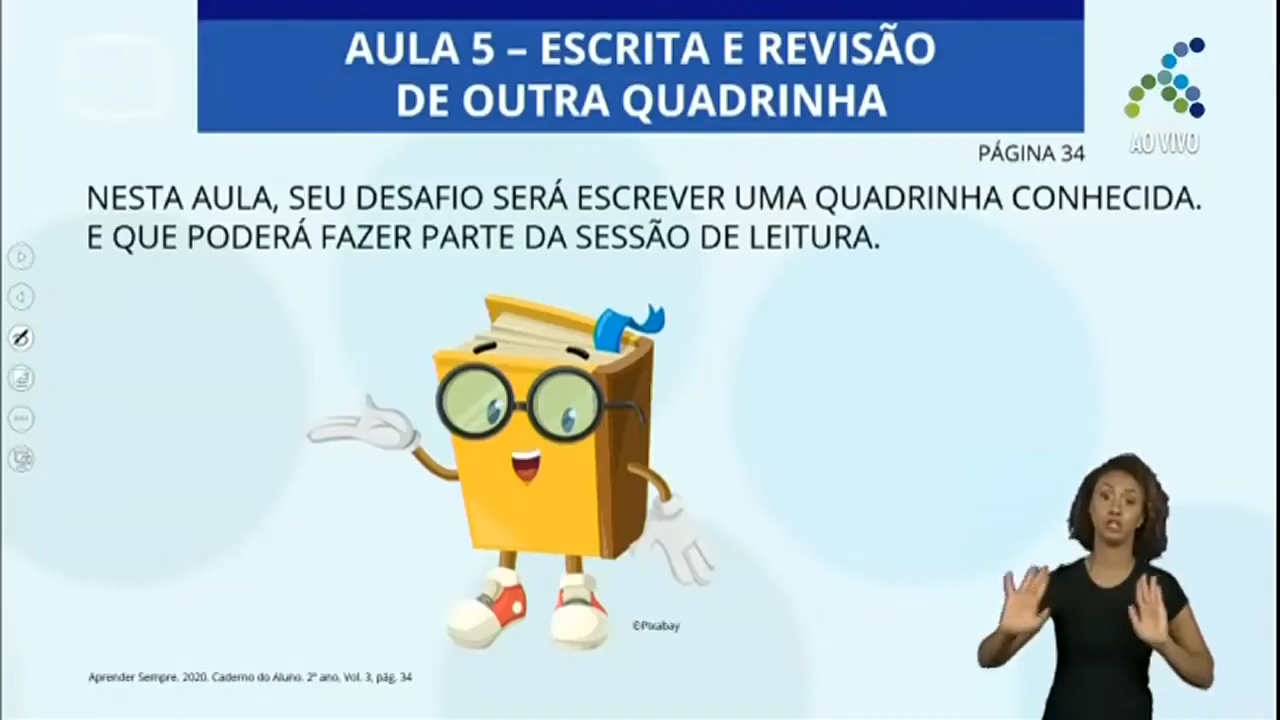 AULA 5 – ESCRITA E REVISÃO
DE OUTRA QUADRINHA
AO VIVO
PÁGINA 34
NESTA AULA, SEU DESAFIO SERÁ ESCREVER UMA QUADRINHA CONHECIDA.
E QUE PODERÁ FAZER PARTE DA SESSÃO DE LEITURA.
©Pixabay
Aprender Sempre, 2020. Caderno do Aluno. 2º ano, Vol. 3, pág. 34